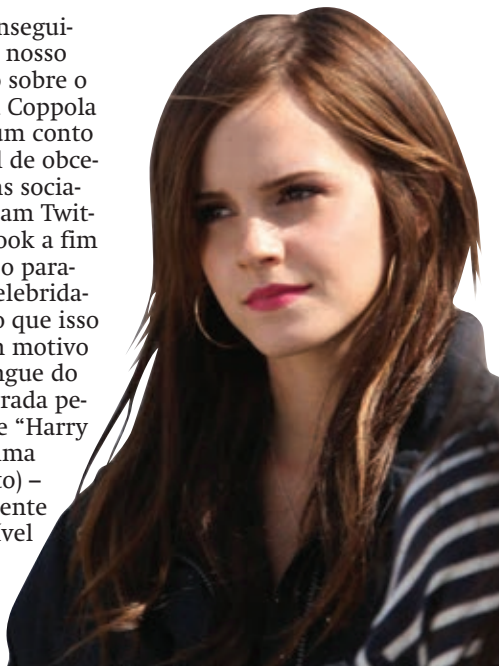 nsegui-
nosso
o sobre o
Coppola
um conto
l de obce-
as socia-
am Twit-
ook a fim
o para-
elebrida-
o que isso
m motivo
ngue do
rada pe-
e “Harry
ma
to) –
ente
ível